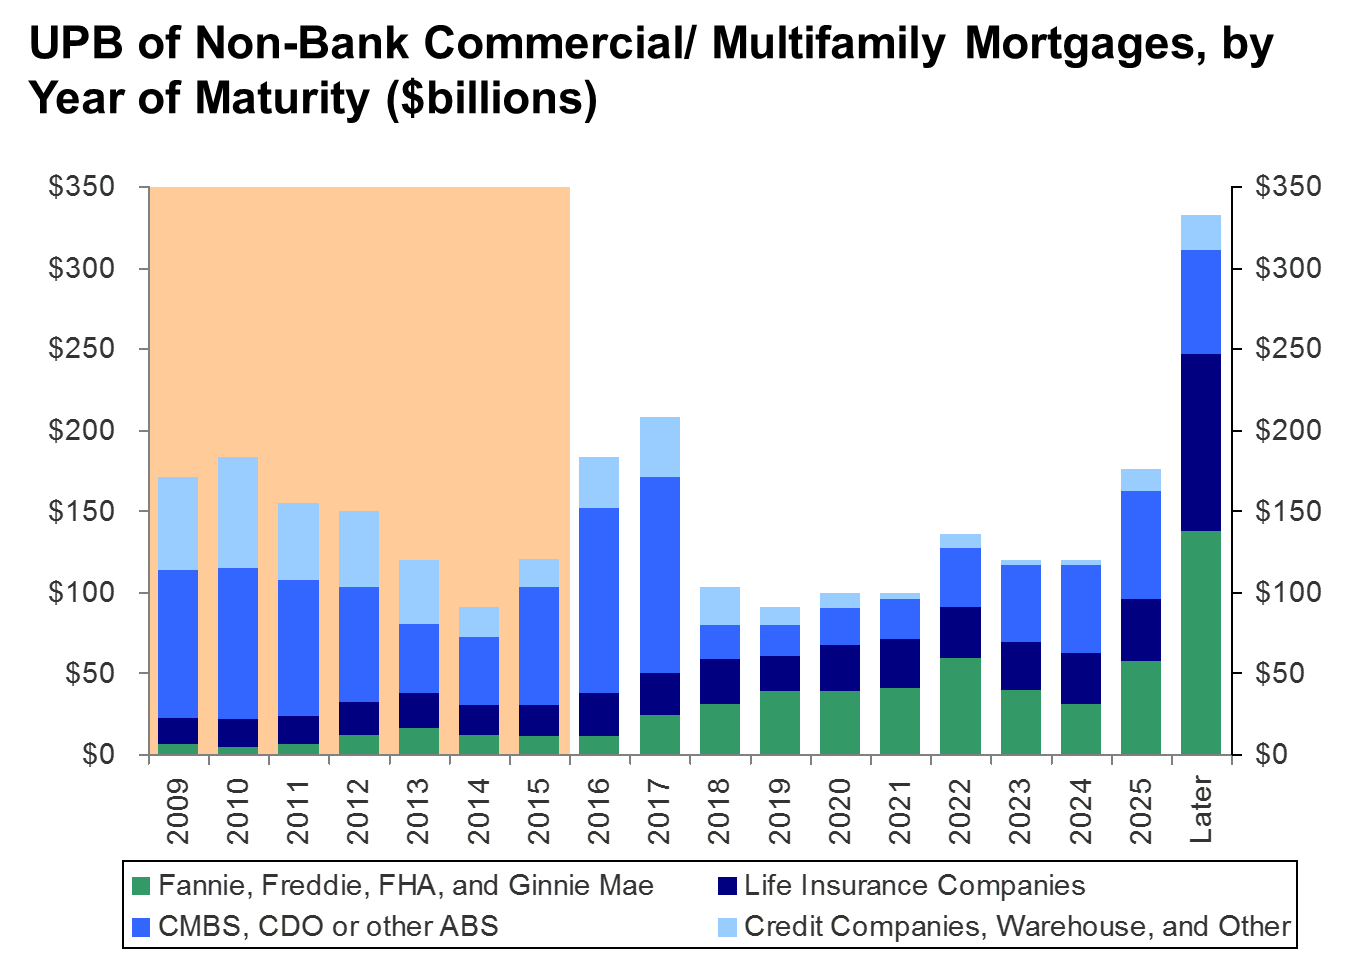 UPB of Non-Bank Commercial/ Multifamily Mortgages, by
Year of Maturity ($billions)
$350 $350
$300 $300
$250 $250
$200 $200
$150 $150
$100 $100
$50 $50
$0 $0
2009 2010 2011 2012 2013 2014 2015 2016 2017 2018 2019 2020 2021 2022 2023 2024 2025 Later
Fannie, Freddie, FHA, and Ginnie Mae Life Insurance Companies
CMBS, CDO or other ABS Credit Companies, Warehouse, and Other